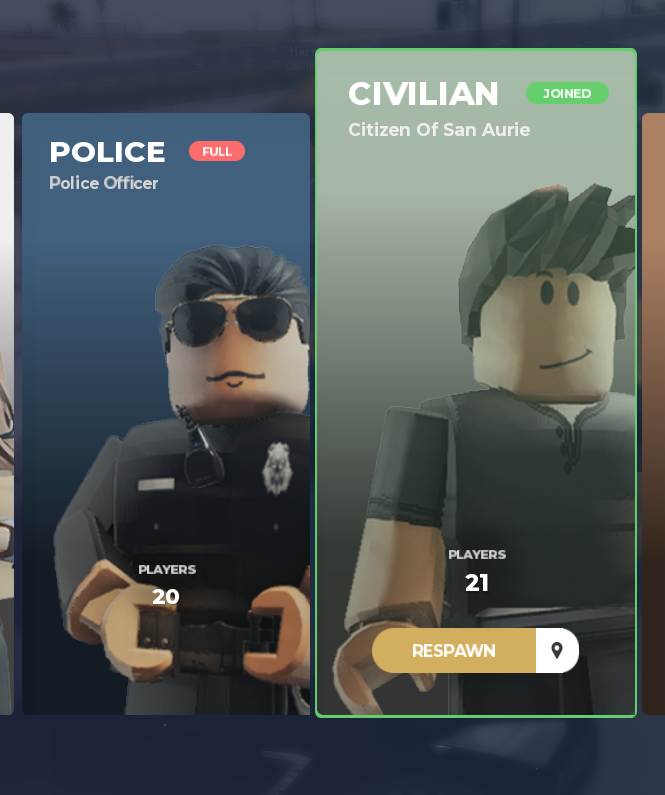 POLICE
FULL
Police Officer
PLAYERS
20
CIVILIAN
JOINED
Citizen Of San Aurie
PLAYERS
21
RESPAWN